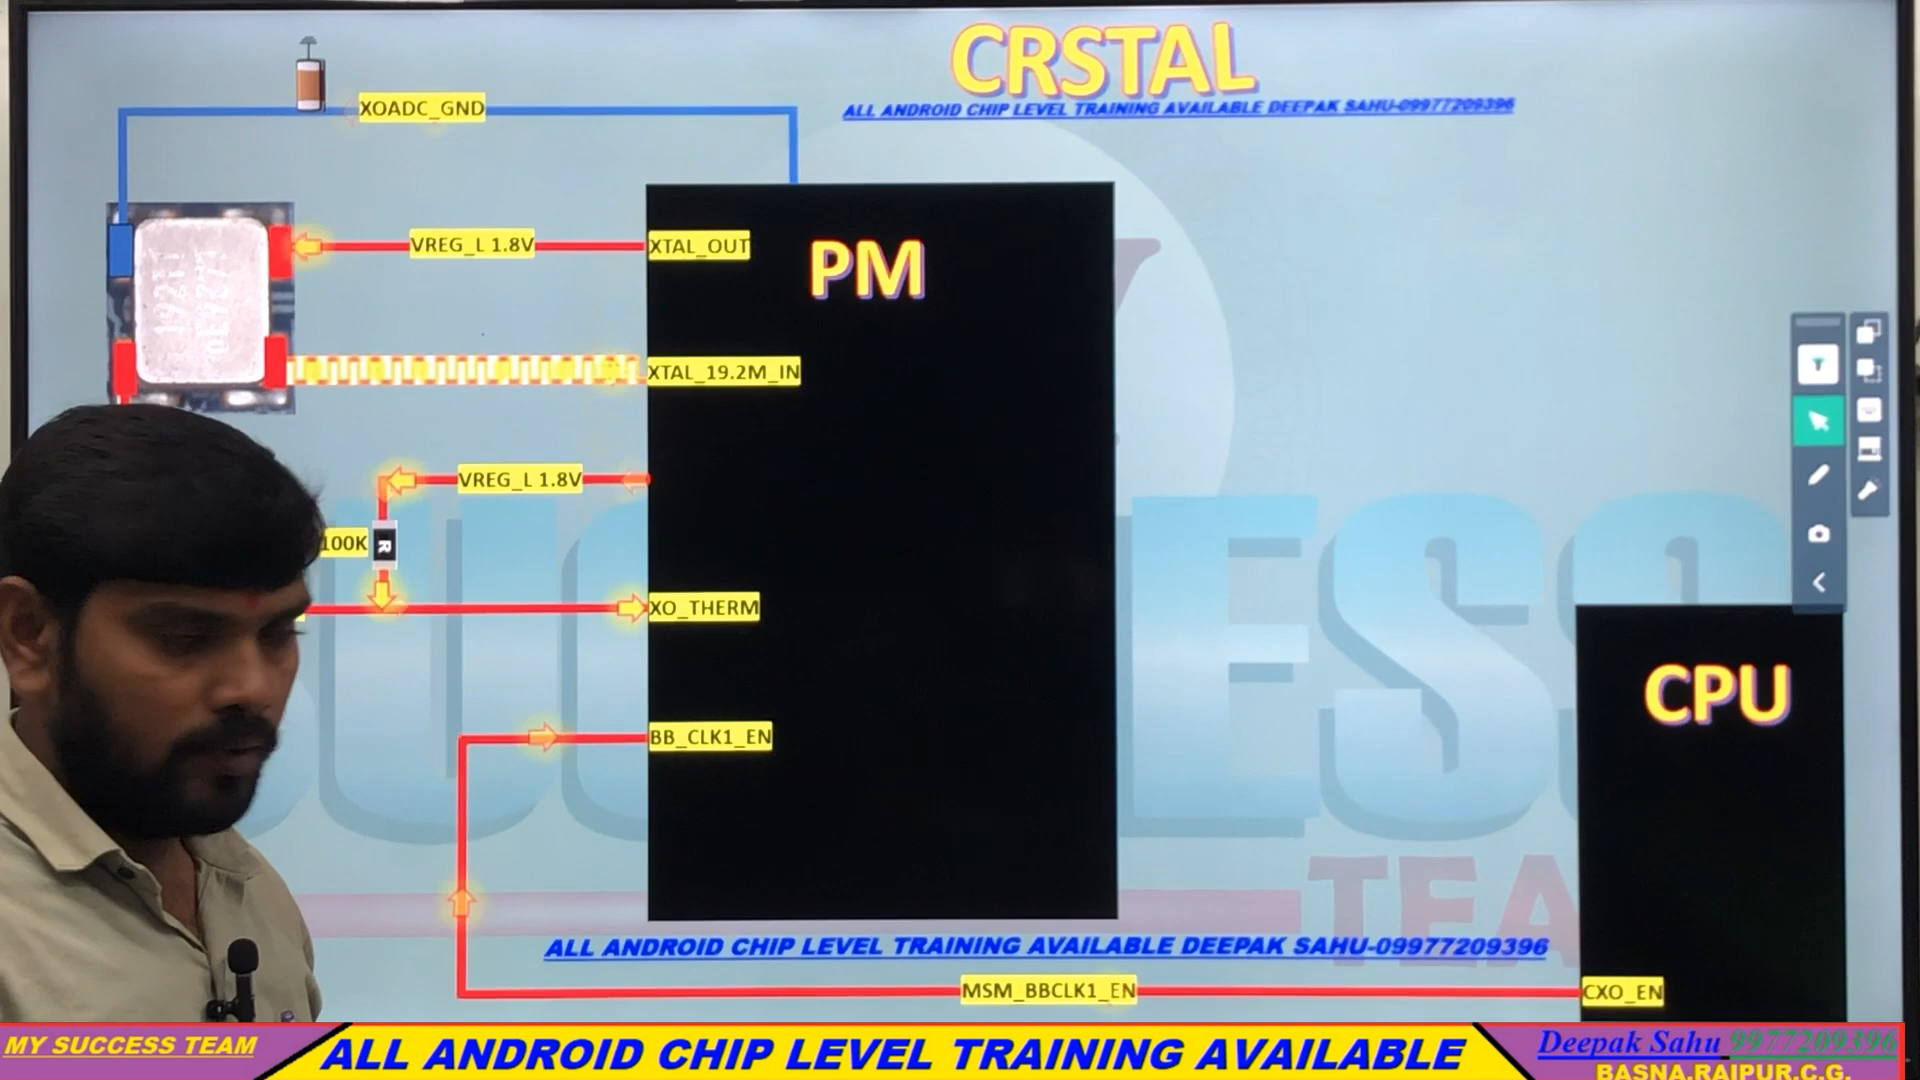 CRSTAL
ALL ANDROID CHIP LEVEL TRAINING AVAILABLE DEEPAK SAHU-09977209396
XOADC_GND
VREG_L 1.8V
XTAL_OUT
PM
XTAL_19.2M_IN
VREG_L 1.8V
100K
R
XO_THERM
BB_CLK1_EN
CPU
SUCCESS
TEA
ALL ANDROID CHIP LEVEL TRAINING AVAILABLE DEEPAK SAHU-09977209396
MSM_BBCLK1_EN
CXO_EN
MY SUCCESS TEAM
ALL ANDROID CHIP LEVEL TRAINING AVAILABLE
Deepak Sahu 9977209396
BASNA.RAIPUR.C.G.